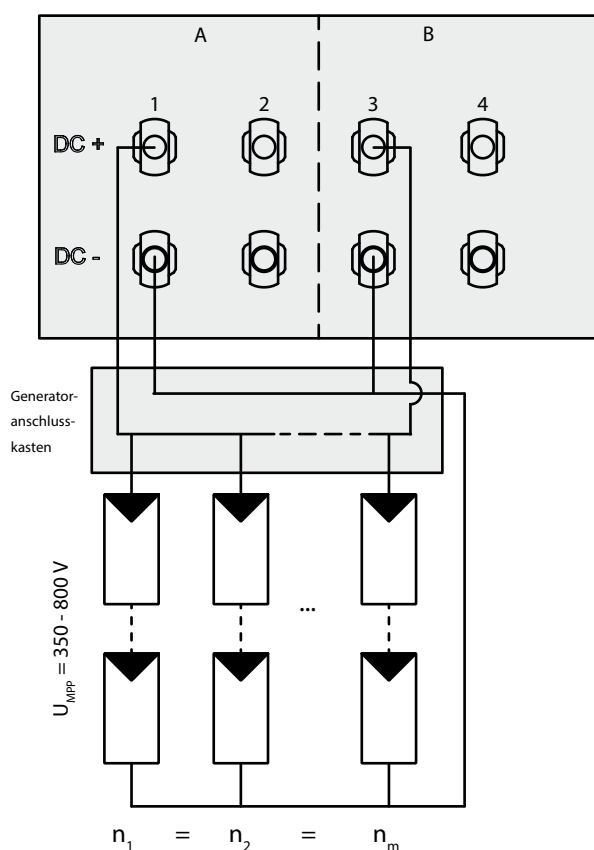 A B
1 2 3 4
DC +
DC -
Generator-
anschluss-
kasten
...
U_MPP = 350 - 800 V
n_1 = n_2 = n_m